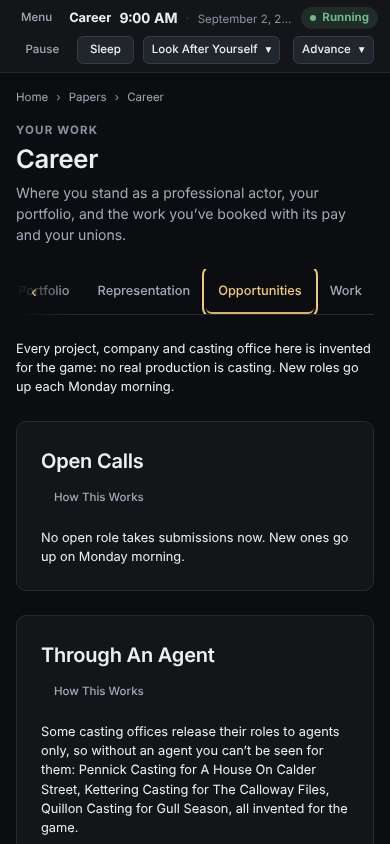 Menu Career 9:00 AM · September 2, 2... Running
Pause Sleep Look After Yourself ▾ Advance ▾
Home › Papers › Career
YOUR WORK
Career
Where you stand as a professional actor, your
portfolio, and the work you’ve booked with its pay
and your unions.
‹ Portfolio Representation Opportunities Work
Every project, company and casting office here is invented
for the game: no real production is casting. New roles go
up each Monday morning.
Open Calls
How This Works
No open role takes submissions now. New ones go
up on Monday morning.
Through An Agent
How This Works
Some casting offices release their roles to agents
only, so without an agent you can’t be seen for
them: Pennick Casting for A House On Calder
Street, Kettering Casting for The Calloway Files,
Quillon Casting for Gull Season, all invented for the
game.